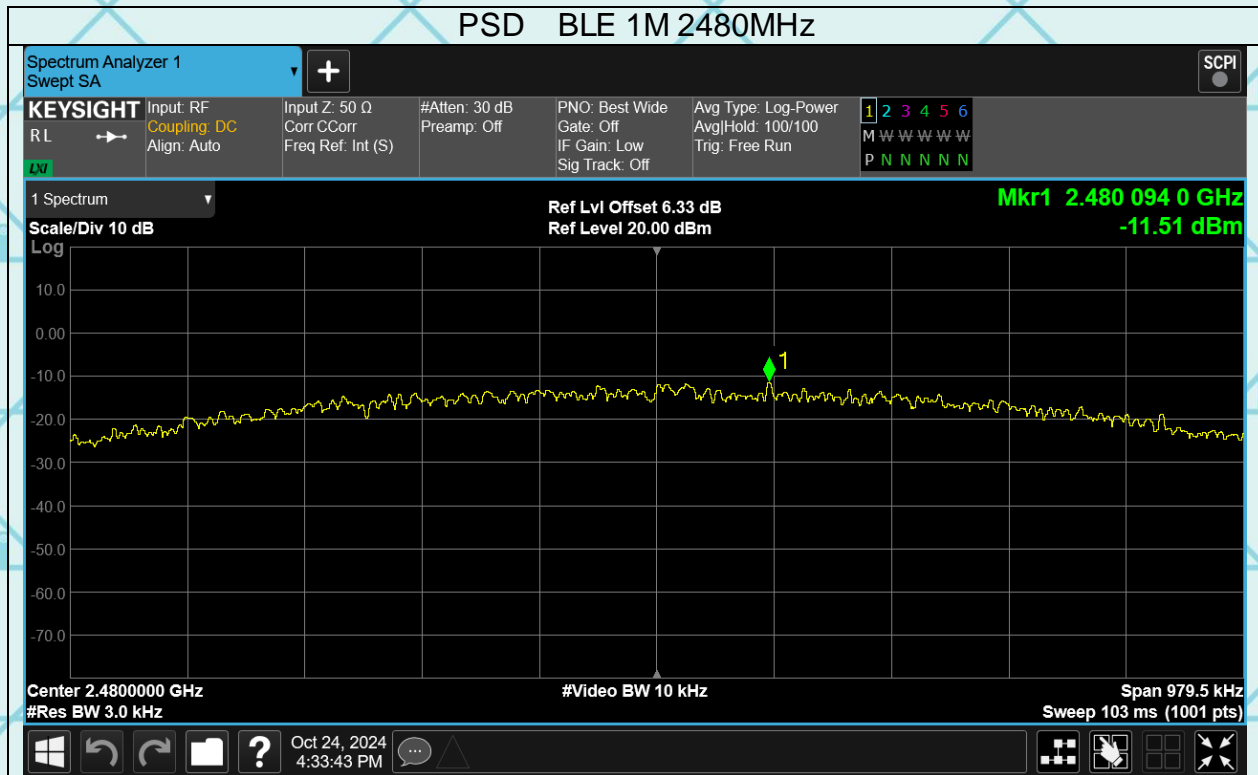 PSD BLE 1M 2480MHz
Spectrum Analyzer 1
Swept SA
SCPI
KEYSIGHT
RL
LXI
Input: RF
Coupling: DC
Align: Auto
Input Z: 50 Ω
Corr CCorr
Freq Ref: Int (S)
#Atten: 30 dB
Preamp: Off
PNO: Best Wide
Gate: Off
IF Gain: Low
Sig Track: Off
Avg Type: Log-Power
Avg|Hold: 100/100
Trig: Free Run
1 2 3 4 5 6
M W W W W W
P N N N N N
1 Spectrum
Scale/Div 10 dB
Ref Lvl Offset 6.33 dB
Ref Level 20.00 dBm
Mkr1 2.480 094 0 GHz
-11.51 dBm
Log
10.0
0.00
1
-10.0
-20.0
-30.0
-40.0
-50.0
-60.0
-70.0
Center 2.4800000 GHz
#Video BW 10 kHz
Span 979.5 kHz
#Res BW 3.0 kHz
Sweep 103 ms (1001 pts)
?
Oct 24, 2024
4:33:43 PM